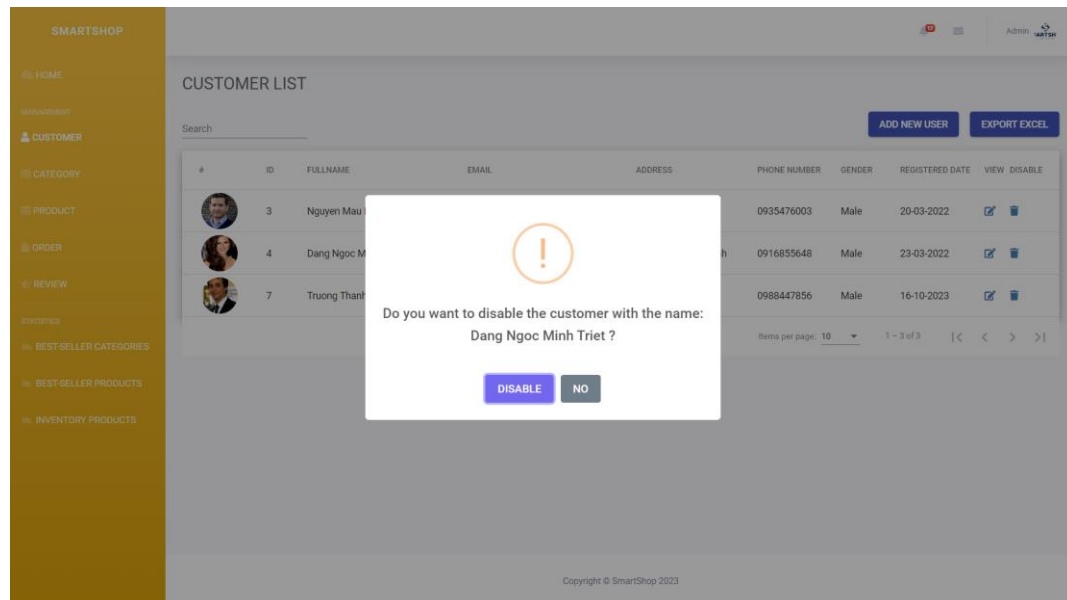 SMARTSHOP
Admin
HOME
CUSTOMER LIST
MANAGEMENT
CUSTOMER
Search
ADD NEW USER
EXPORT EXCEL
CATEGORY
# ID FULLNAME EMAIL ADDRESS PHONE NUMBER GENDER REGISTERED DATE VIEW DISABLE
PRODUCT
3 Nguyen Mau 0935476003 Male 20-03-2022
ORDER
4 Dang Ngoc M h 0916855648 Male 23-03-2022
REVIEW
7 Truong Thanh 0988447856 Male 16-10-2023
Do you want to disable the customer with the name:
Dang Ngoc Minh Triet ?
DISABLE
NO
STATISTICS
Items per page: 10 1 – 3 of 3
BEST-SELLER CATEGORIES
BEST-SELLER PRODUCTS
INVENTORY PRODUCTS
Copyright © SmartShop 2023